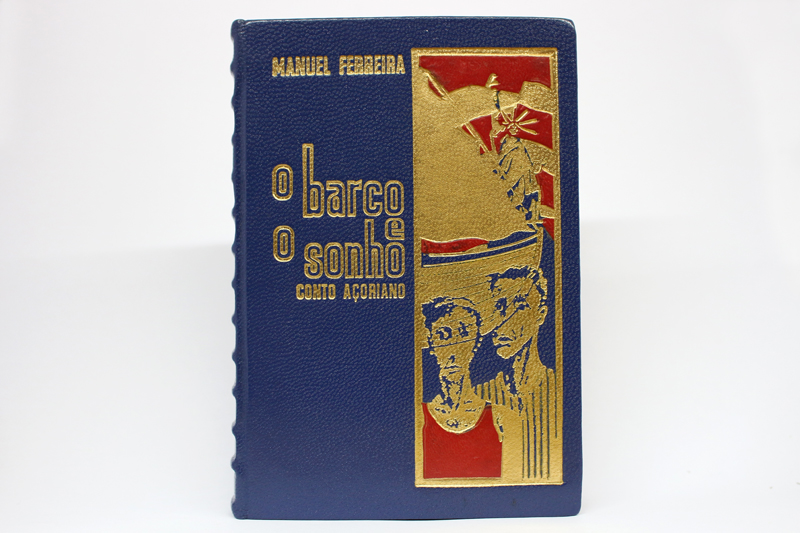 MANUEL FERREIRA
o barco
e
o sonho
CONTO AÇORIANO